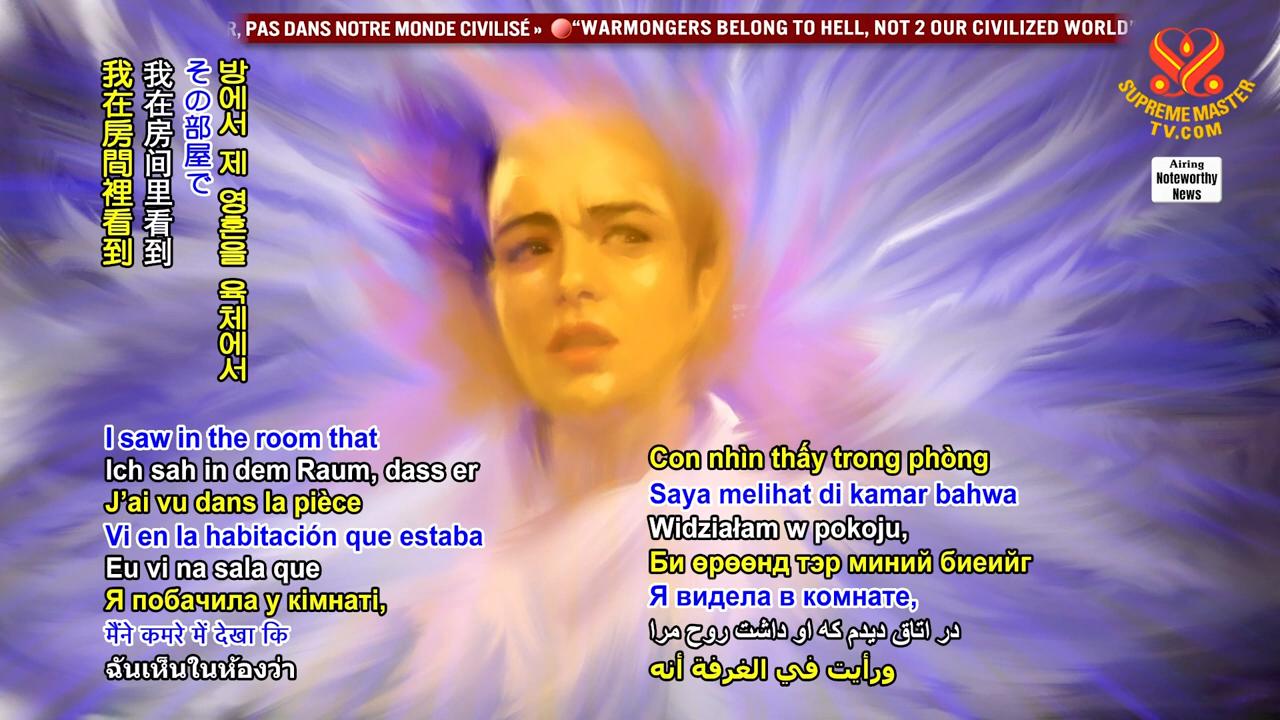 R, PAS DANS NOTRE MONDE CIVILISÉ » “WARMONGERS BELONG TO HELL, NOT 2 OUR CIVILIZED WORLD”
SUPREME MASTER
TV.COM
Airing
Noteworthy
News
방에서 제 영혼을 육체에서
その部屋で
我在房间里看到
我在房間裡看到
I saw in the room that
Ich sah in dem Raum, dass er
J’ai vu dans la pièce
Vi en la habitación que estaba
Eu vi na sala que
Я побачила у кімнаті,
मैंने कमरे में देखा कि
ฉันเห็นในห้องว่า
Con nhìn thấy trong phòng
Saya melihat di kamar bahwa
Widziałam w pokoju,
Би өрөөнд тэр миний биеийг
Я видела в комнате,
در اتاق دیدم که او داشت روح مرا
ورأيت في الغرفة أنه